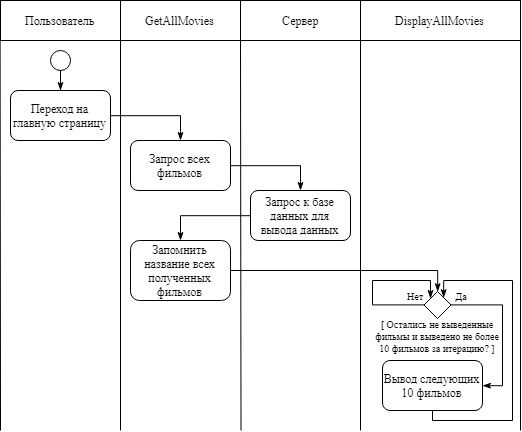 Пользователь
GetAllMovies
Сервер
DisplayAllMovies
Переход на
главную страницу
Запрос всех
фильмов
Запрос к базе
данных для
вывода данных
Запомнить
название всех
полученных
фильмов
Нет
Да
[ Остались не выведенные
фильмы и выведено не более
10 фильмов за итерацию? ]
Вывод следующих
10 фильмов